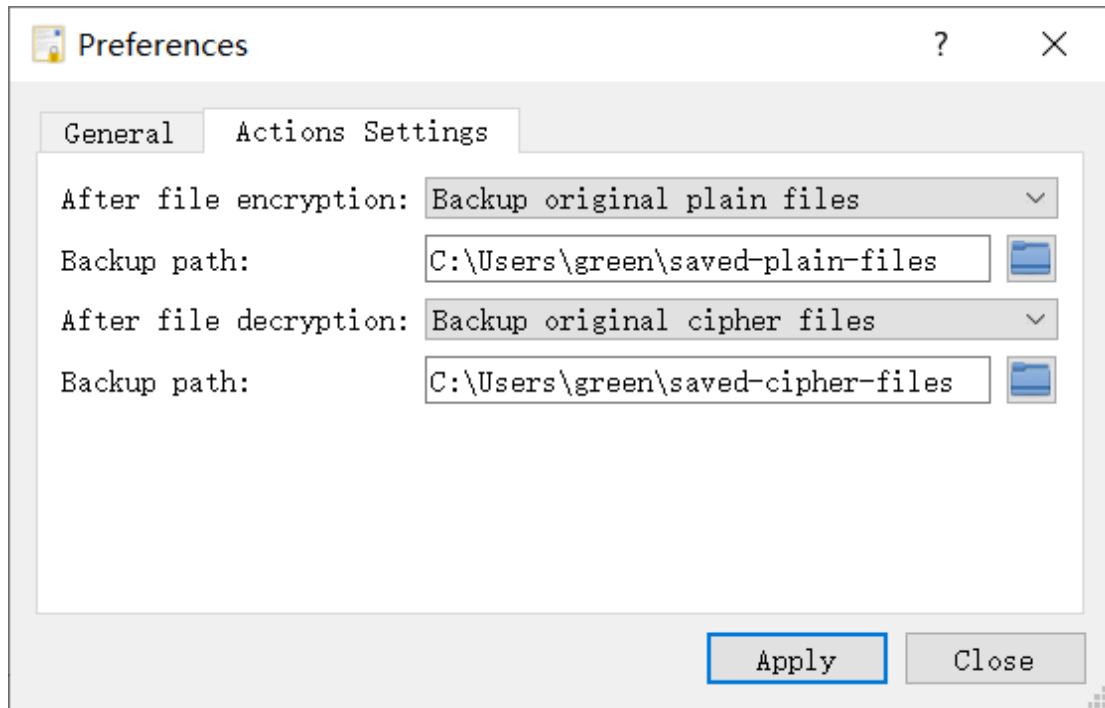 Preferences
General Actions Settings
After file encryption: Backup original plain files
Backup path: C:\Users\green\saved-plain-files
After file decryption: Backup original cipher files
Backup path: C:\Users\green\saved-cipher-files
Apply Close